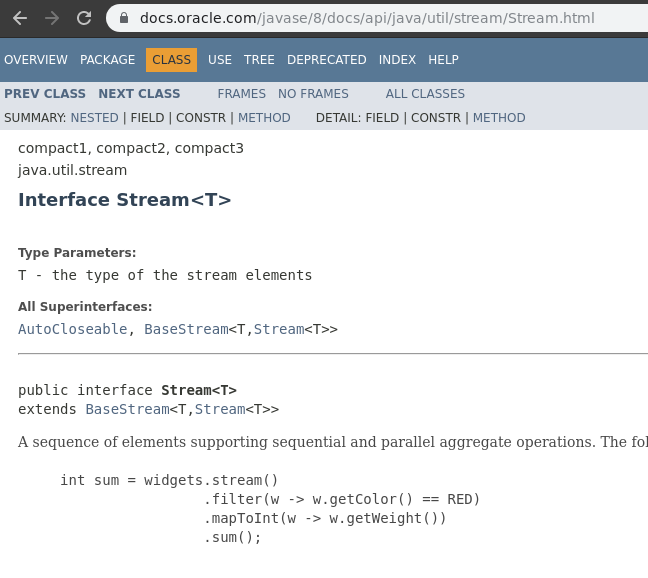 docs.oracle.com/javase/8/docs/api/java/util/stream/Stream.html
OVERVIEW PACKAGE CLASS USE TREE DEPRECATED INDEX HELP
PREV CLASS NEXT CLASS FRAMES NO FRAMES ALL CLASSES
SUMMARY: NESTED | FIELD | CONSTR | METHOD DETAIL: FIELD | CONSTR | METHOD
compact1, compact2, compact3
java.util.stream
Interface Stream<T>
Type Parameters:
T - the type of the stream elements
All Superinterfaces:
AutoCloseable, BaseStream<T,Stream<T>>
public interface Stream<T>
extends BaseStream<T,Stream<T>>
A sequence of elements supporting sequential and parallel aggregate operations. The
int sum = widgets.stream()
.filter(w -> w.getColor() == RED)
.mapToInt(w -> w.getWeight())
.sum();